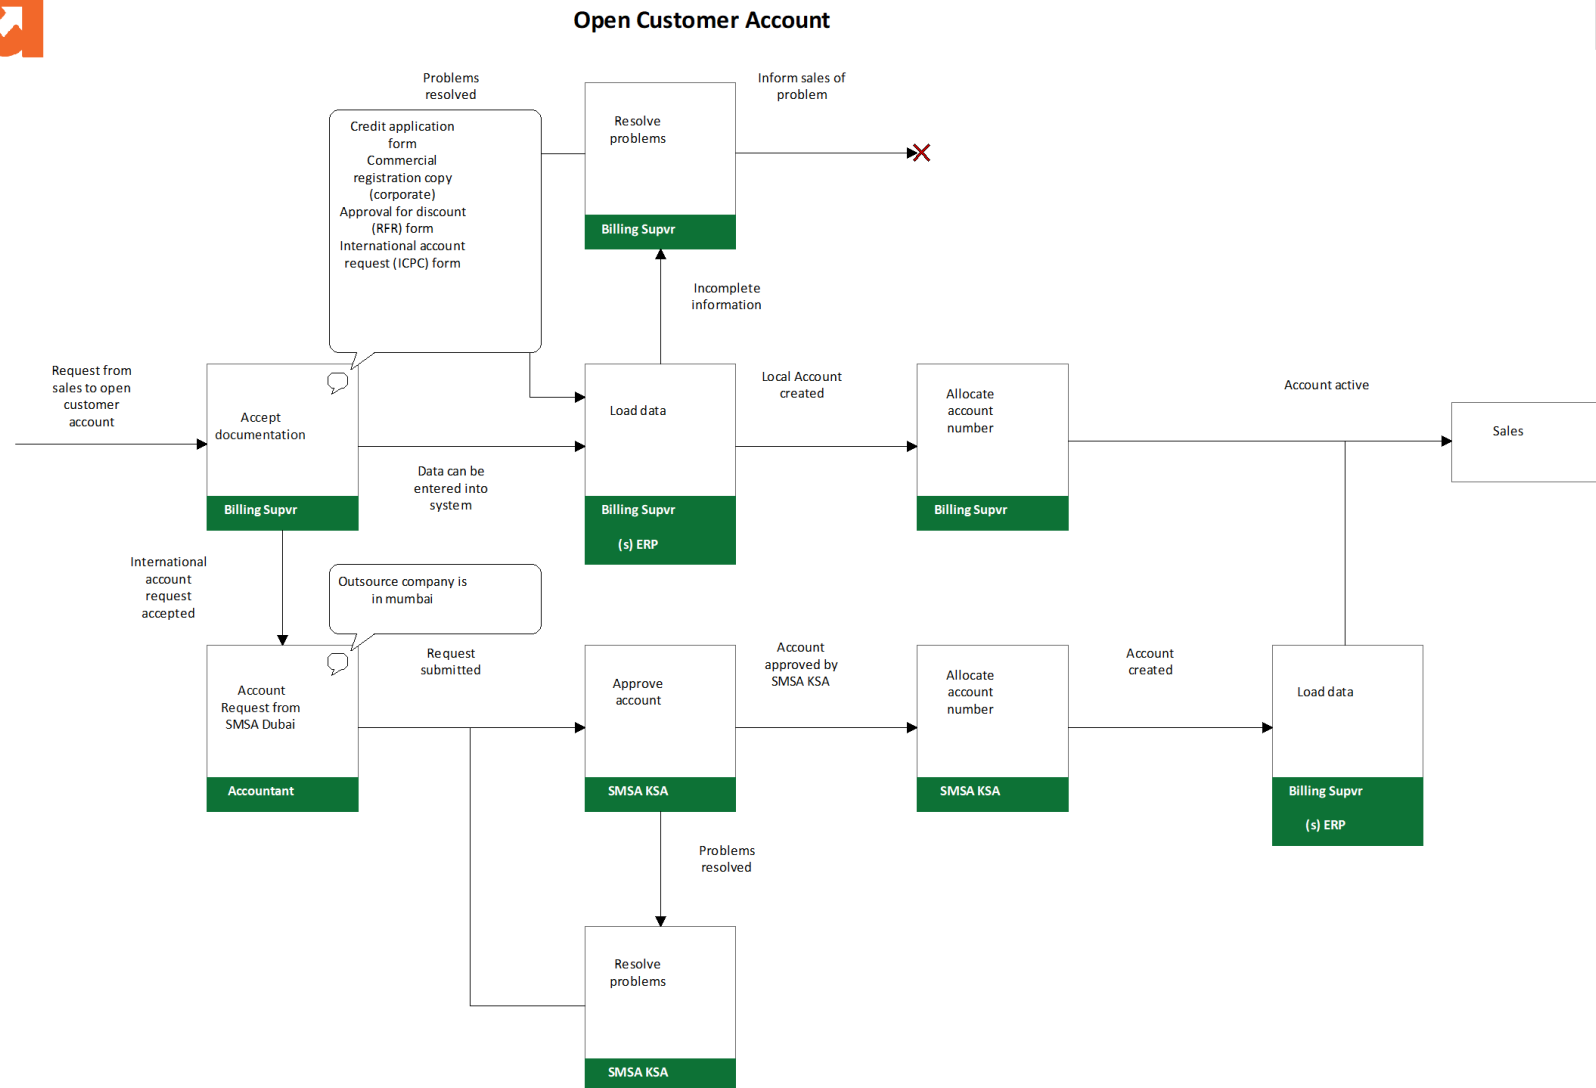 Open Customer Account
Problems
resolved
Inform sales of
problem
Credit application
form
Commercial
registration copy
(corporate)
Approval for discount
(RFR) form
International account
request (ICPC) form
Resolve
problems
Billing Supvr
Incomplete
information
Request from
sales to open
customer
account
Accept
documentation
Billing Supvr
Data can be
entered into
system
Load data
Billing Supvr
(s) ERP
Local Account
created
Allocate
account
number
Billing Supvr
Account active
Sales
International
account
request
accepted
Outsource company is
in mumbai
Account
Request from
SMSA Dubai
Accountant
Request
submitted
Approve
account
SMSA KSA
Account
approved by
SMSA KSA
Allocate
account
number
SMSA KSA
Account
created
Load data
Billing Supvr
(s) ERP
Problems
resolved
Resolve
problems
SMSA KSA